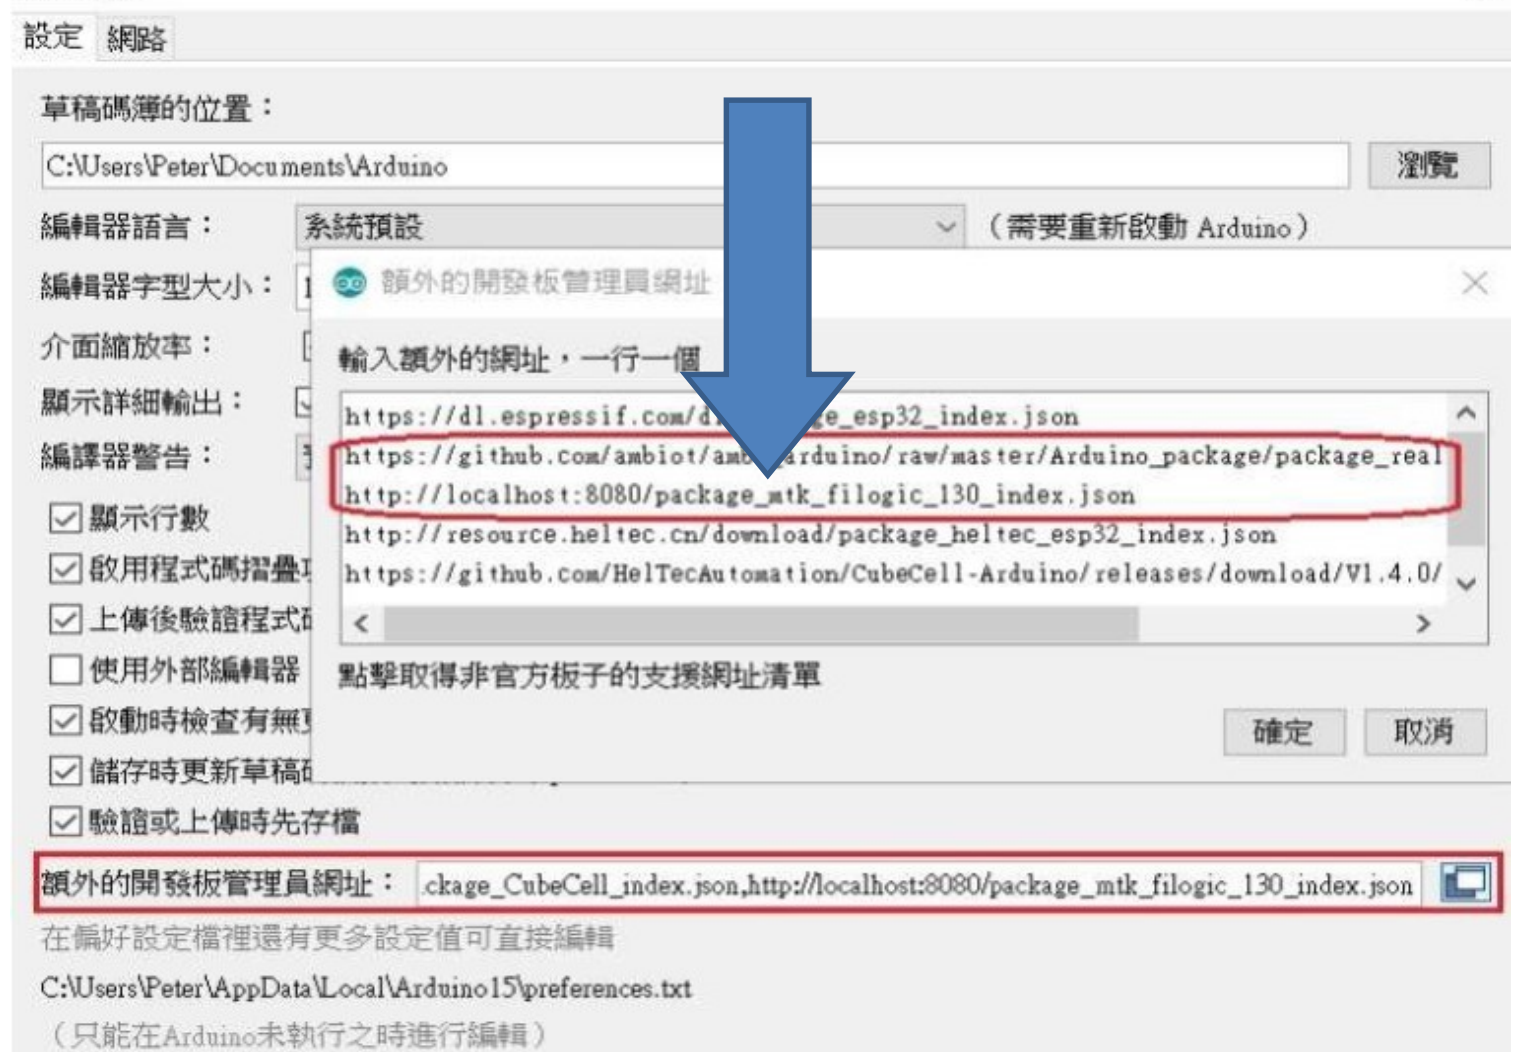 設定 網路
草稿碼簿的位置：
C:\Users\Peter\Documents\Arduino 瀏覽
編輯器語言： 系統預設 （需要重新啟動 Arduino）
編輯器字型大小：
額外的開發板管理員網址
介面縮放率：
輸入額外的網址，一行一個
顯示詳細輸出：
https://dl.espressif.com/d ge_esp32_index.json
編譯器警告：
https://github.com/ambiot/amb arduino/raw/master/Arduino_package/package_real
http://localhost:8080/package_mtk_filogic_130_index.json
顯示行數
http://resource.heltec.cn/download/package_heltec_esp32_index.json
啟用程式碼摺疊
https://github.com/HelTecAutomation/CubeCell-Arduino/releases/download/V1.4.0/
上傳後驗證程式
使用外部編輯器
點擊取得非官方板子的支援網址清單
啟動時檢查有無
確定 取消
儲存時更新草稿
驗證或上傳時先存檔
額外的開發板管理員網址： .ckage_CubeCell_index.json,http://localhost:8080/package_mtk_filogic_130_index.json
在偏好設定檔裡還有更多設定值可直接編輯
C:\Users\Peter\AppData\Local\Arduino15\preferences.txt
（只能在Arduino未執行之時進行編輯）